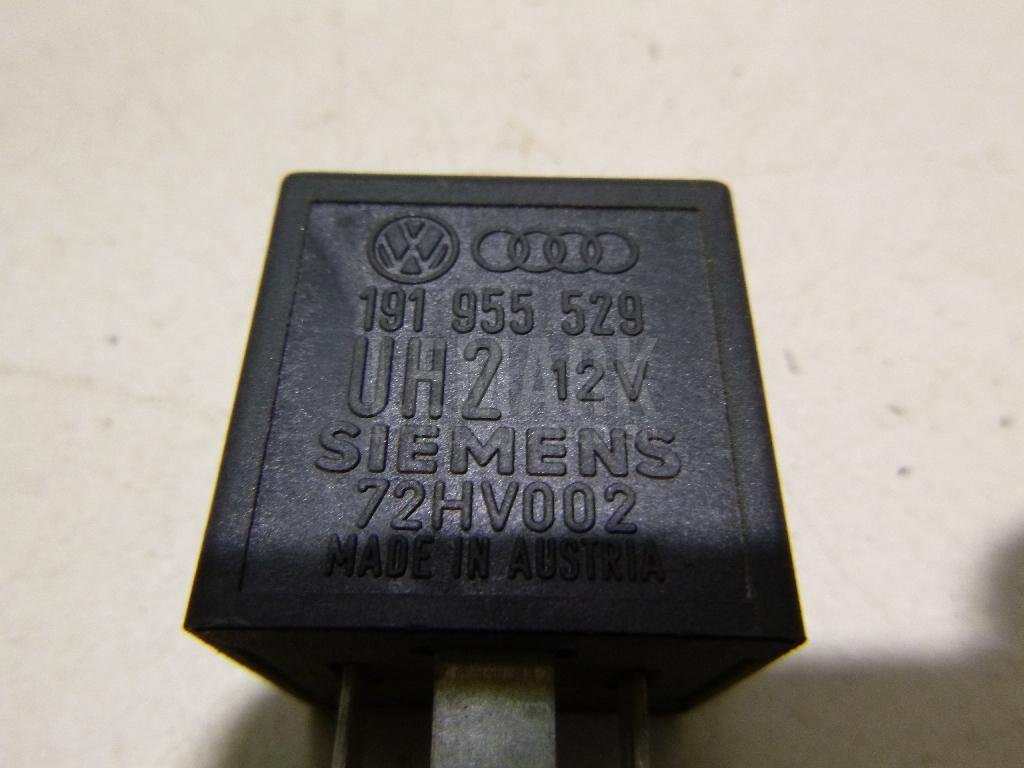 191 955 529
UH2 12V
SIEMENS
72HV002
MADE IN AUSTRIA